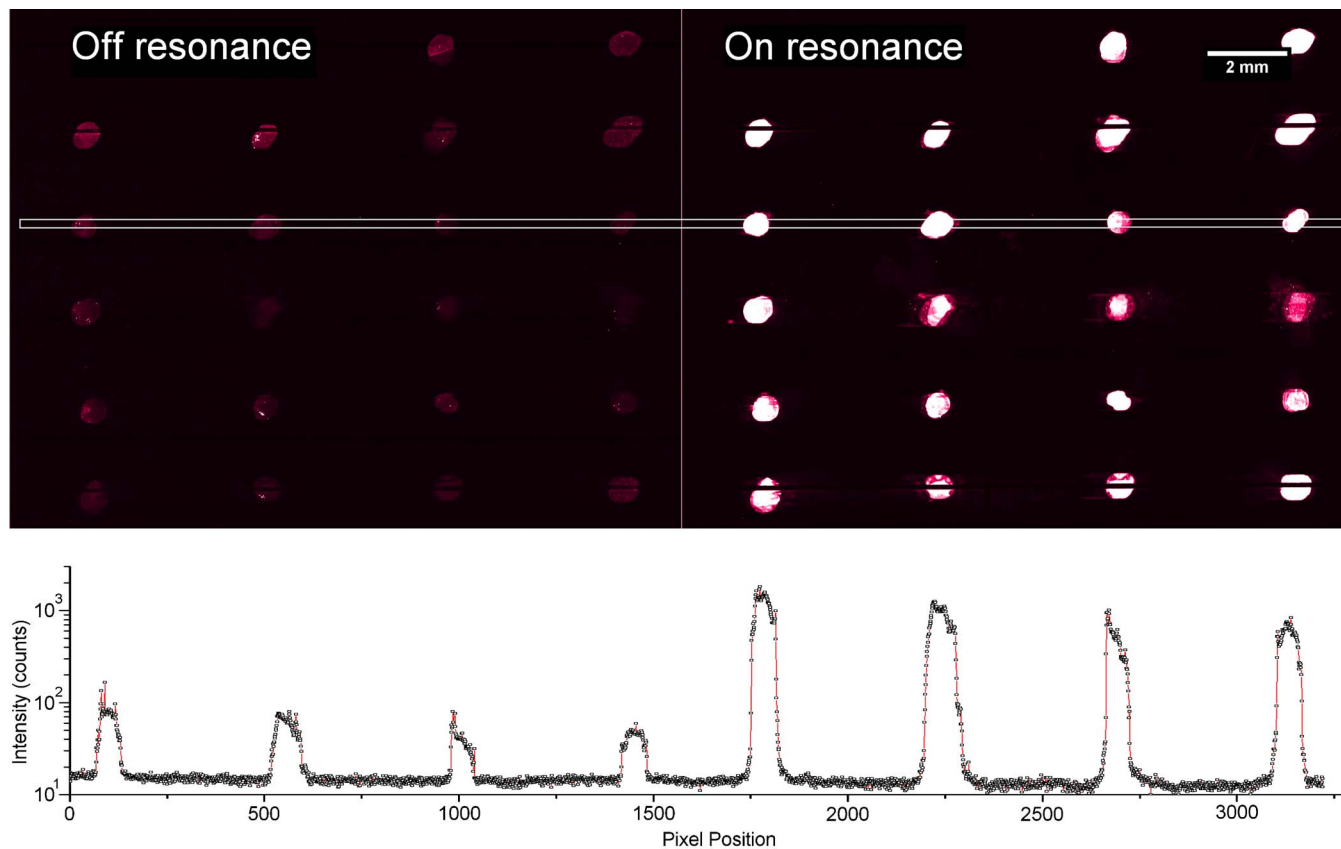 Off resonance
On resonance
2 mm
Intensity (counts)
10³
10²
10¹
0
500
1000
1500
2000
2500
3000
Pixel Position